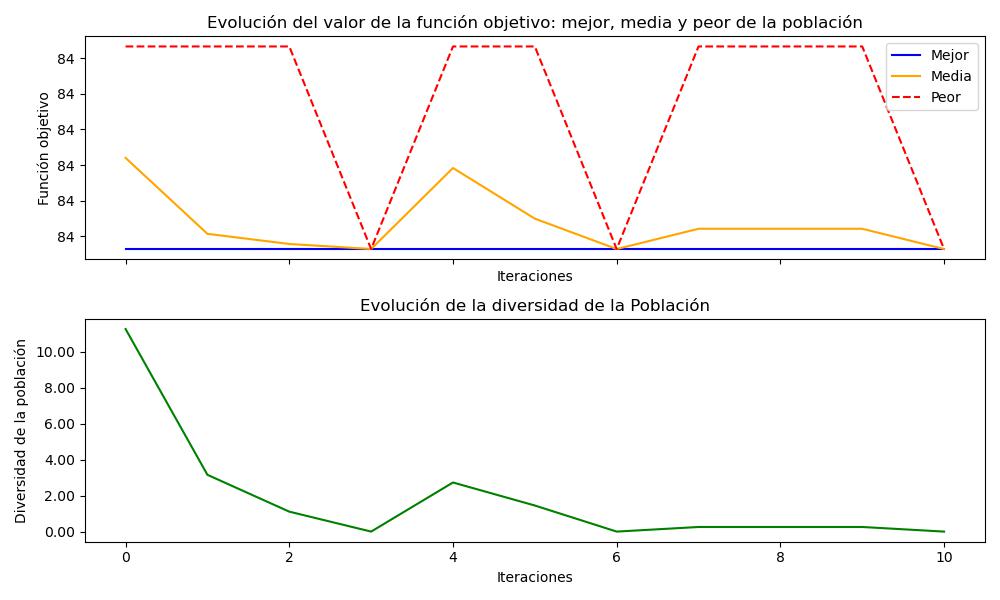 Evolución del valor de la función objetivo: mejor, media y peor de la población
Función objetivo
84
84
84
84
84
84
Mejor
Media
Peor
Iteraciones
Evolución de la diversidad de la Población
Diversidad de la población
10.00
8.00
6.00
4.00
2.00
0.00
0 2 4 6 8 10
Iteraciones